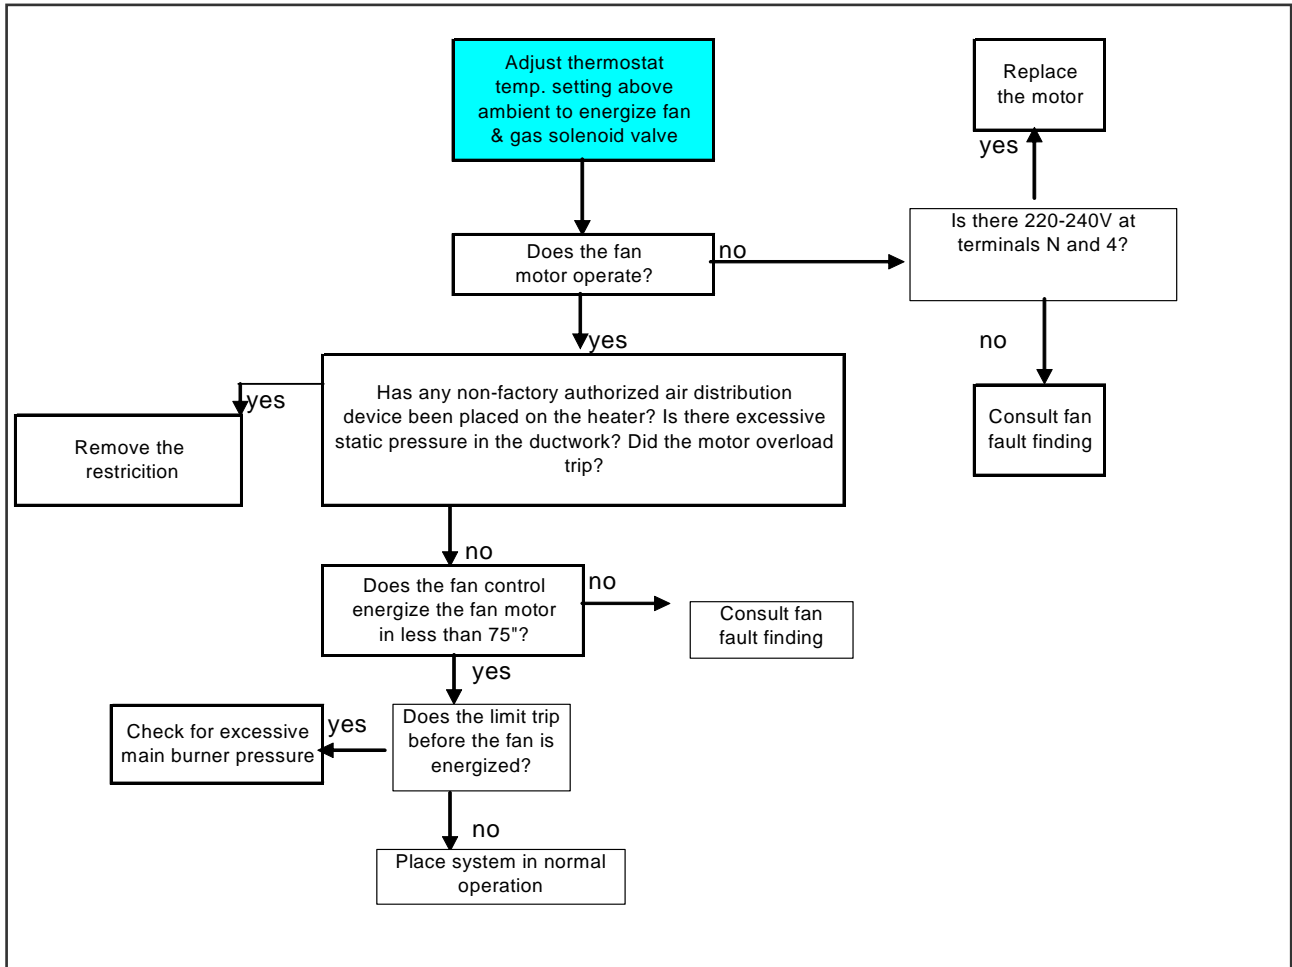 Adjust thermostat
temp. setting above
ambient to energize fan
& gas solenoid valve
Replace
the motor
yes
Is there 220-240V at
terminals N and 4?
Does the fan
motor operate?
no
yes
no
Has any non-factory authorized air distribution
device been placed on the heater? Is there excessive
static pressure in the ductwork? Did the motor overload
trip?
yes
Remove the
restricition
Consult fan
fault finding
no
Does the fan control
energize the fan motor
in less than 75"?
no
Consult fan
fault finding
yes
Does the limit trip
before the fan is
energized?
yes
Check for excessive
main burner pressure
no
Place system in normal
operation